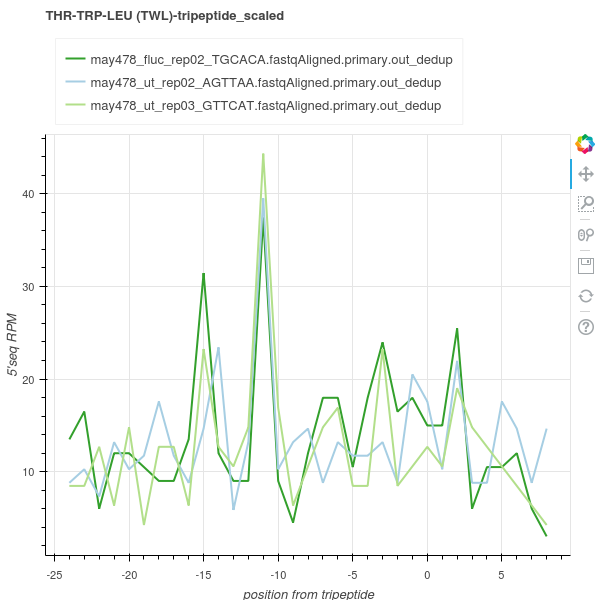 THR-TRP-LEU (TWL)-tripeptide_scaled
may478_fluc_rep02_TGCACA.fastqAligned.primary.out_dedup
may478_ut_rep02_AGTTAA.fastqAligned.primary.out_dedup
may478_ut_rep03_GTTCAT.fastqAligned.primary.out_dedup
40
30
20
10
5'seq RPM
-25 -20 -15 -10 -5 0 5
position from tripeptide